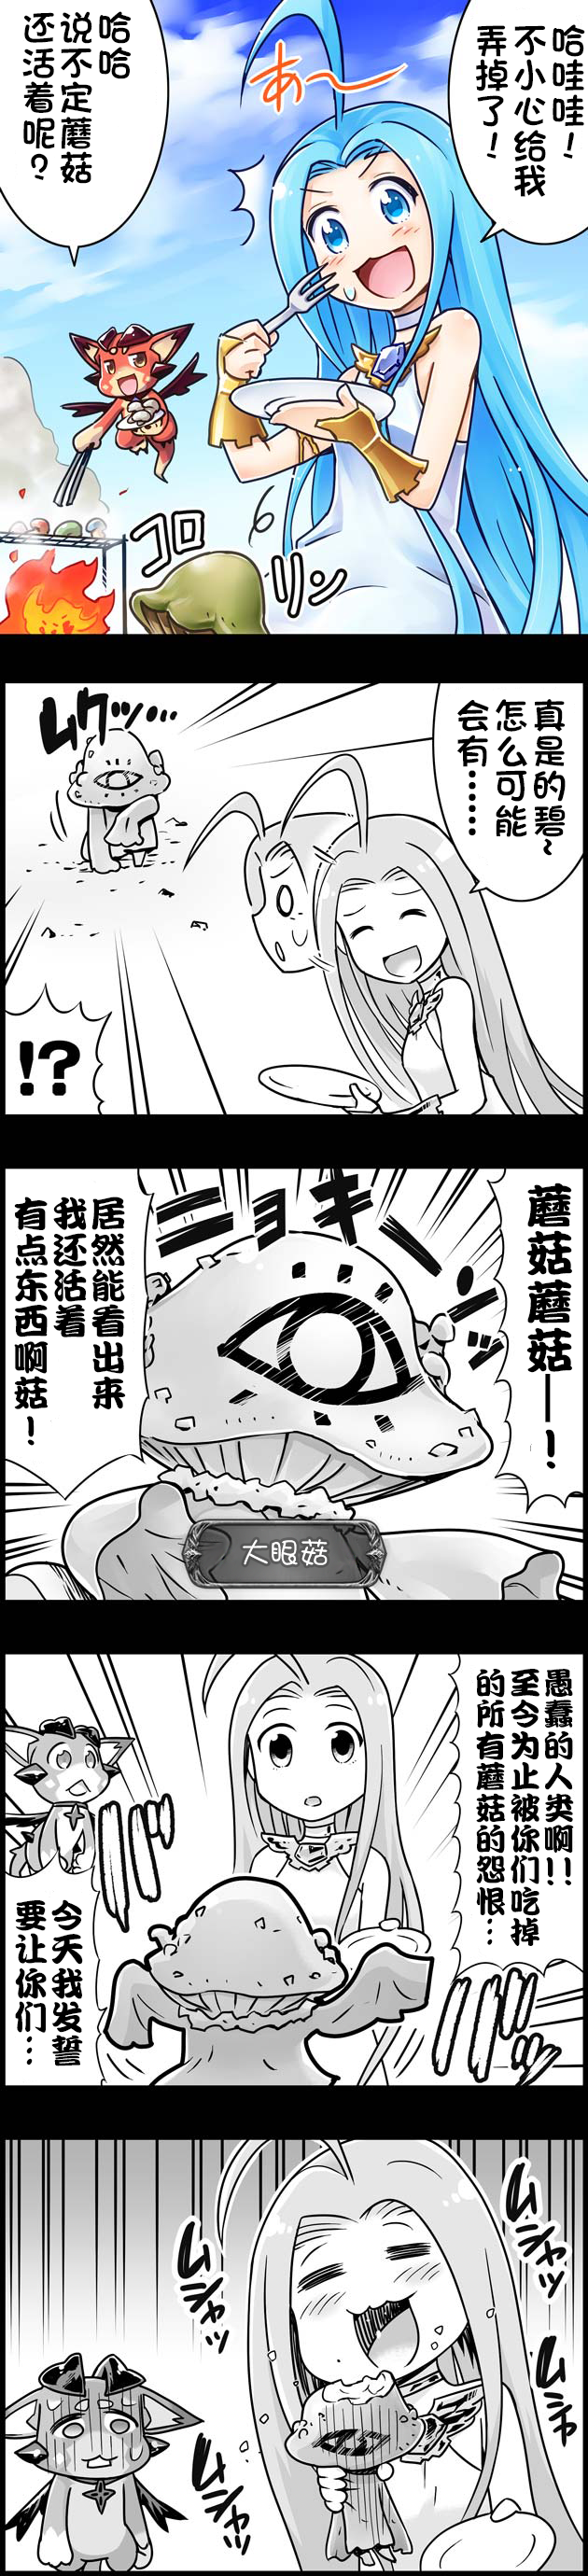 哈哇哇！
不小心给我
弄掉了！
あ～
哈哈
说不定蘑菇
还活着呢？
コロ
リン
真是的碧~
怎么可能
会有……
ムクッ…
!?
蘑菇蘑菇——！
ニョキーンッ
居然能看出来
我还活着
有点东西啊菇！
大眼菇
愚蠢的人类啊!!
至今为止被你们吃掉
的所有蘑菇的怨恨…
バッ
バッ
今天我发誓
要让你们…
ムシャッ
ムシャッ
ムシャ
ムシャッ